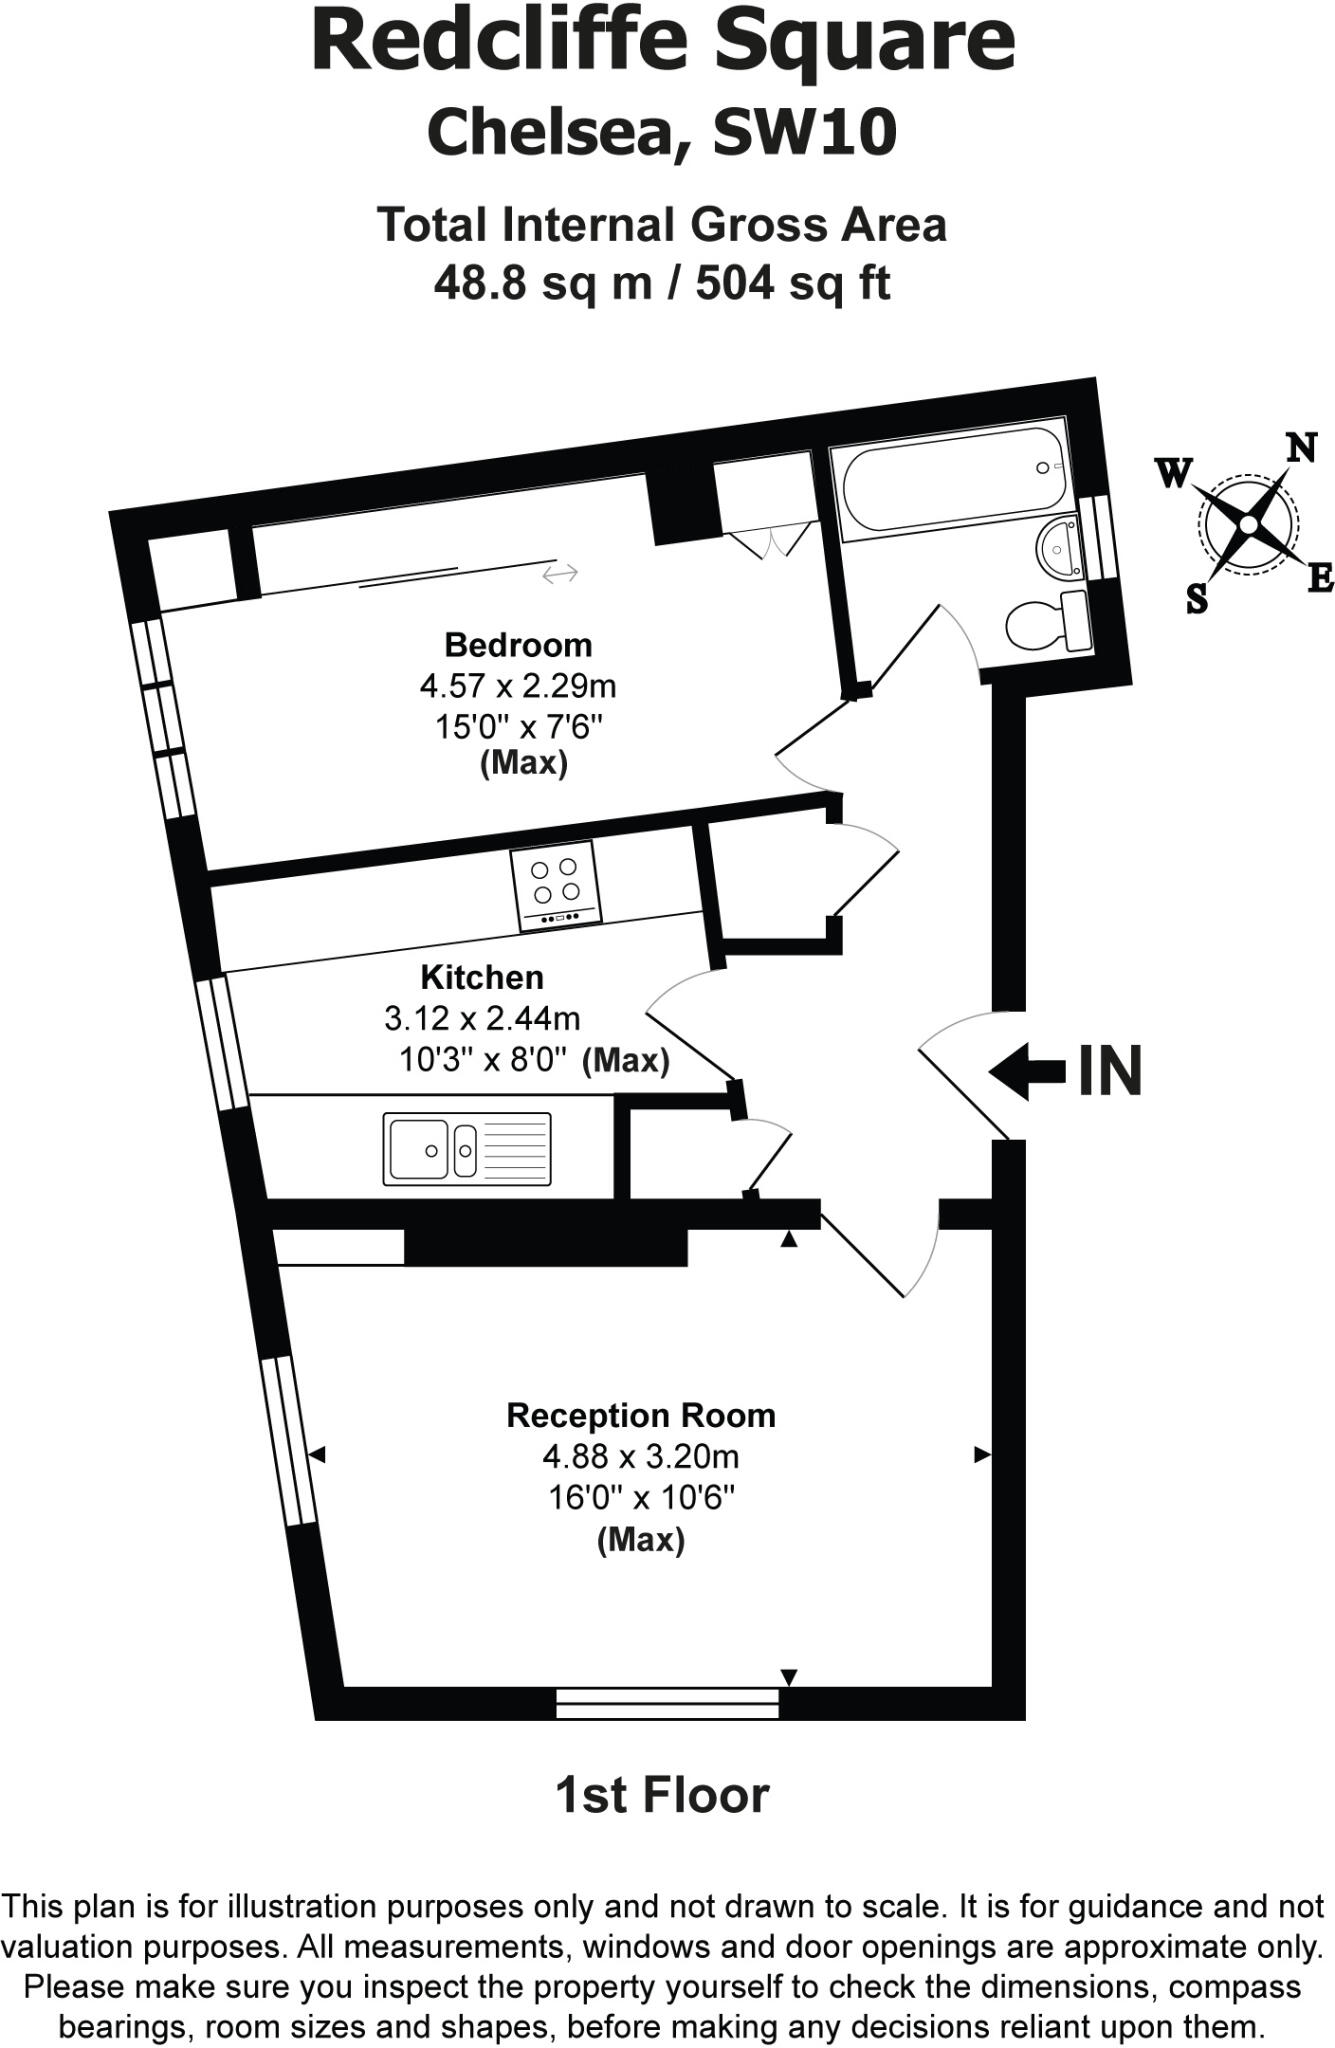 Redcliffe Square
Chelsea, SW10
Total Internal Gross Area
48.8 sq m / 504 sq ft
N
W
E
S
Bedroom
4.57 x 2.29m
15'0" x 7'6"
(Max)
Kitchen
3.12 x 2.44m
10'3" x 8'0" (Max)
IN
Reception Room
4.88 x 3.20m
16'0" x 10'6"
(Max)
1st Floor
This plan is for illustration purposes only and not drawn to scale. It is for guidance and not
valuation purposes. All measurements, windows and door openings are approximate only.
Please make sure you inspect the property yourself to check the dimensions, compass
bearings, room sizes and shapes, before making any decisions reliant upon them.